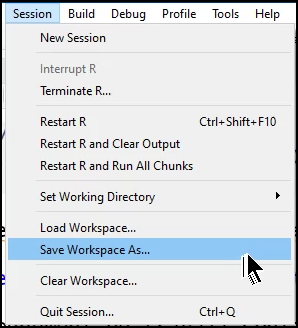 Session Build Debug Profile Tools Help
New Session
Interrupt R
Terminate R...
Restart R Ctrl+Shift+F10
Restart R and Clear Output
Restart R and Run All Chunks
Set Working Directory
Load Workspace...
Save Workspace As...
Clear Workspace...
Quit Session... Ctrl+Q